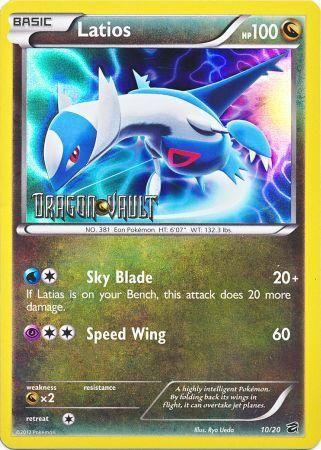 BASIC
Latios
HP100
DRAGON VAULT
NO. 381 Eon Pokémon HT: 6'07" WT: 132.3 lbs.
Sky Blade 20+
If Latias is on your Bench, this attack does 20 more
damage.
Speed Wing 60
weakness resistance
×2
A highly intelligent Pokémon.
By folding back its wings in
flight, it can overtake jet planes.
retreat
©2012 Pokémon Illus. Ryo Ueda 10/20